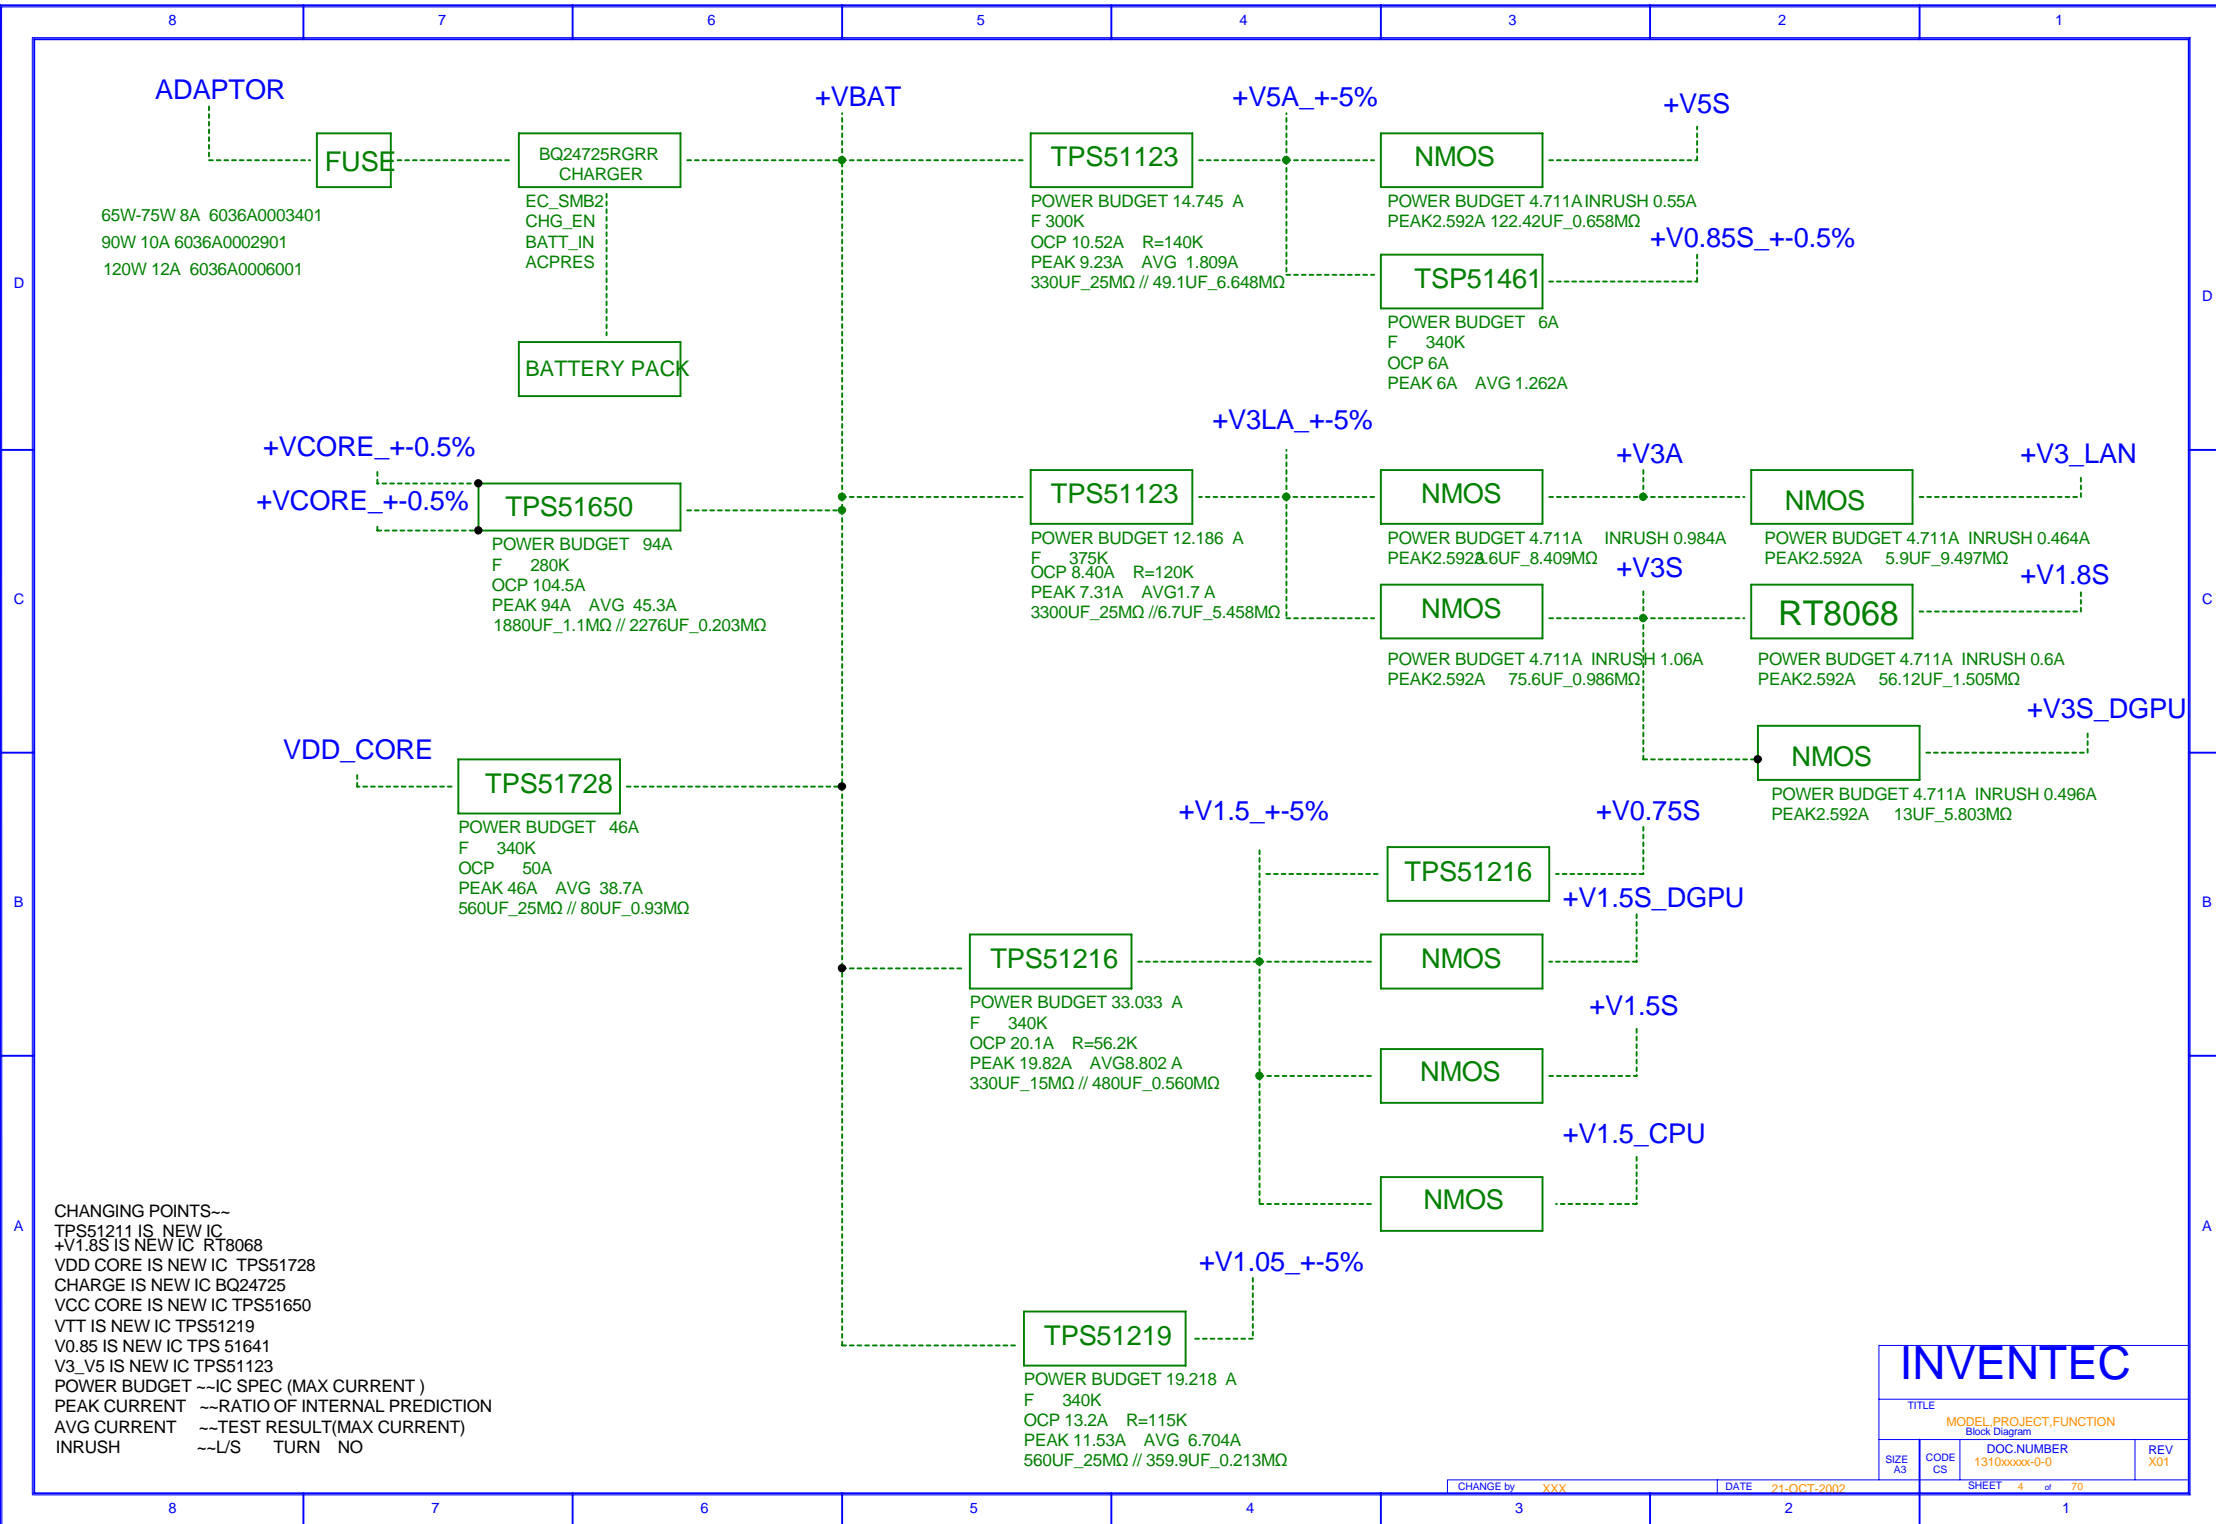 8 7 6 5 4 3 2 1
ADAPTOR
+VBAT
+V5A_+-5%
+V5S
FUSE
BQ24725RGRR
CHARGER
TPS51123
NMOS
EC_SMB2
CHG_EN
BATT_IN
ACPRES
65W-75W 8A 6036A0003401
90W 10A 6036A0002901
120W 12A 6036A0006001
POWER BUDGET 14.745 A
F 300K
OCP 10.52A R=140K
PEAK 9.23A AVG 1.809A
330UF_25MΩ // 49.1UF_6.648MΩ
POWER BUDGET 4.711A INRUSH 0.55A
PEAK2.592A 122.42UF_0.658MΩ
+V0.85S_+-0.5%
TSP51461
POWER BUDGET 6A
F 340K
OCP 6A
PEAK 6A AVG 1.262A
D
D
BATTERY PACK
+V3LA_+-5%
+VCORE_+-0.5%
+VCORE_+-0.5%
TPS51650
POWER BUDGET 94A
F 280K
OCP 104.5A
PEAK 94A AVG 45.3A
1880UF_1.1MΩ // 2276UF_0.203MΩ
TPS51123
POWER BUDGET 12.186 A
F 375K
OCP 8.40A R=120K
PEAK 7.31A AVG1.7 A
3300UF_25MΩ //6.7UF_5.458MΩ
NMOS
+V3A
NMOS
+V3_LAN
POWER BUDGET 4.711A INRUSH 0.984A
PEAK2.592A .6UF_8.409MΩ
POWER BUDGET 4.711A INRUSH 0.464A
PEAK2.592A 5.9UF_9.497MΩ
+V3S
+V1.8S
NMOS
RT8068
POWER BUDGET 4.711A INRUSH 1.06A
PEAK2.592A 75.6UF_0.986MΩ
POWER BUDGET 4.711A INRUSH 0.6A
PEAK2.592A 56.12UF_1.505MΩ
C
C
+V3S_DGPU
NMOS
POWER BUDGET 4.711A INRUSH 0.496A
PEAK2.592A 13UF_5.803MΩ
VDD_CORE
TPS51728
POWER BUDGET 46A
F 340K
OCP 50A
PEAK 46A AVG 38.7A
560UF_25MΩ // 80UF_0.93MΩ
+V1.5_+-5%
+V0.75S
TPS51216
+V1.5S_DGPU
B
B
TPS51216
NMOS
POWER BUDGET 33.033 A
F 340K
OCP 20.1A R=56.2K
PEAK 19.82A AVG8.802 A
330UF_15MΩ // 480UF_0.560MΩ
+V1.5S
NMOS
+V1.5_CPU
NMOS
A
A
+V1.05_+-5%
TPS51219
POWER BUDGET 19.218 A
F 340K
OCP 13.2A R=115K
PEAK 11.53A AVG 6.704A
560UF_25MΩ // 359.9UF_0.213MΩ
CHANGING POINTS~~
TPS51211 IS NEW IC
+V1.8S IS NEW IC RT8068
VDD CORE IS NEW IC TPS51728
CHARGE IS NEW IC BQ24725
VCC CORE IS NEW IC TPS51650
VTT IS NEW IC TPS51219
V0.85 IS NEW IC TPS 51641
V3_V5 IS NEW IC TPS51123
POWER BUDGET ~~IC SPEC (MAX CURRENT )
PEAK CURRENT ~~RATIO OF INTERNAL PREDICTION
AVG CURRENT ~~TEST RESULT(MAX CURRENT)
INRUSH ~~L/S TURN NO
INVENTEC
TITLE
MODEL,PROJECT,FUNCTION
Block Diagram
SIZE
A3
CODE
CS
DOC.NUMBER
1310xxxxx-0-0
REV
X01
CHANGE by XXX
DATE 21-OCT-2002
SHEET 4 of 70
8 7 6 5 4 3 2 1